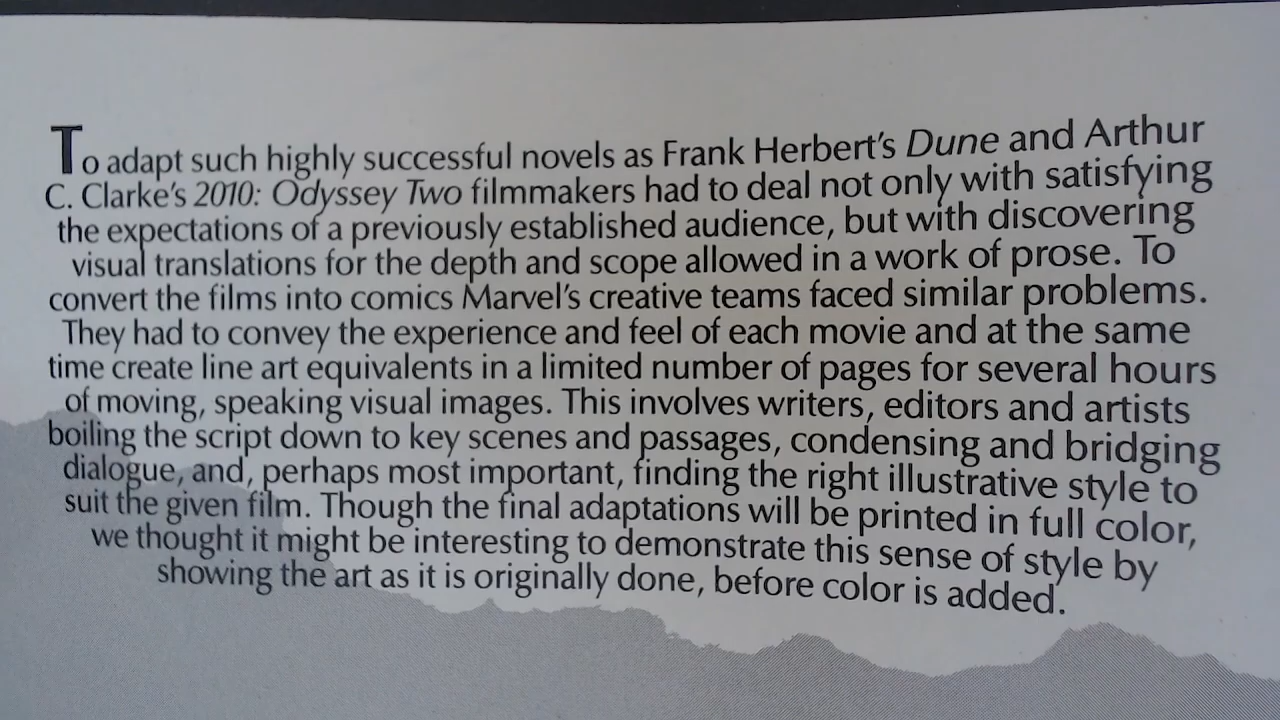 To adapt such highly successful novels as Frank Herbert's Dune and Arthur
C. Clarke's 2010: Odyssey Two filmmakers had to deal not only with satisfying
the expectations of a previously established audience, but with discovering
visual translations for the depth and scope allowed in a work of prose. To
convert the films into comics Marvel's creative teams faced similar problems.
They had to convey the experience and feel of each movie and at the same
time create line art equivalents in a limited number of pages for several hours
of moving, speaking visual images. This involves writers, editors and artists
boiling the script down to key scenes and passages, condensing and bridging
dialogue, and, perhaps most important, finding the right illustrative style to
suit the given film. Though the final adaptations will be printed in full color,
we thought it might be interesting to demonstrate this sense of style by
showing the art as it is originally done, before color is added.